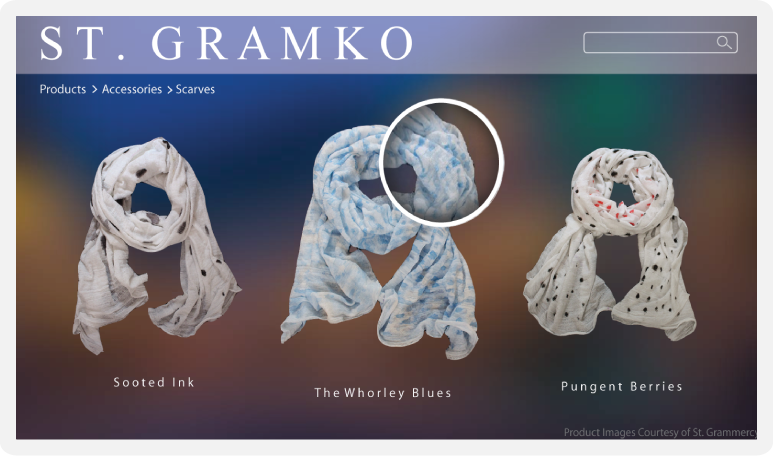 ST. GRAMKO
Products > Accessories > Scarves
Sooted Ink
The Whorley Blues
Pungent Berries
Product Images Courtesy of St. Grammercy